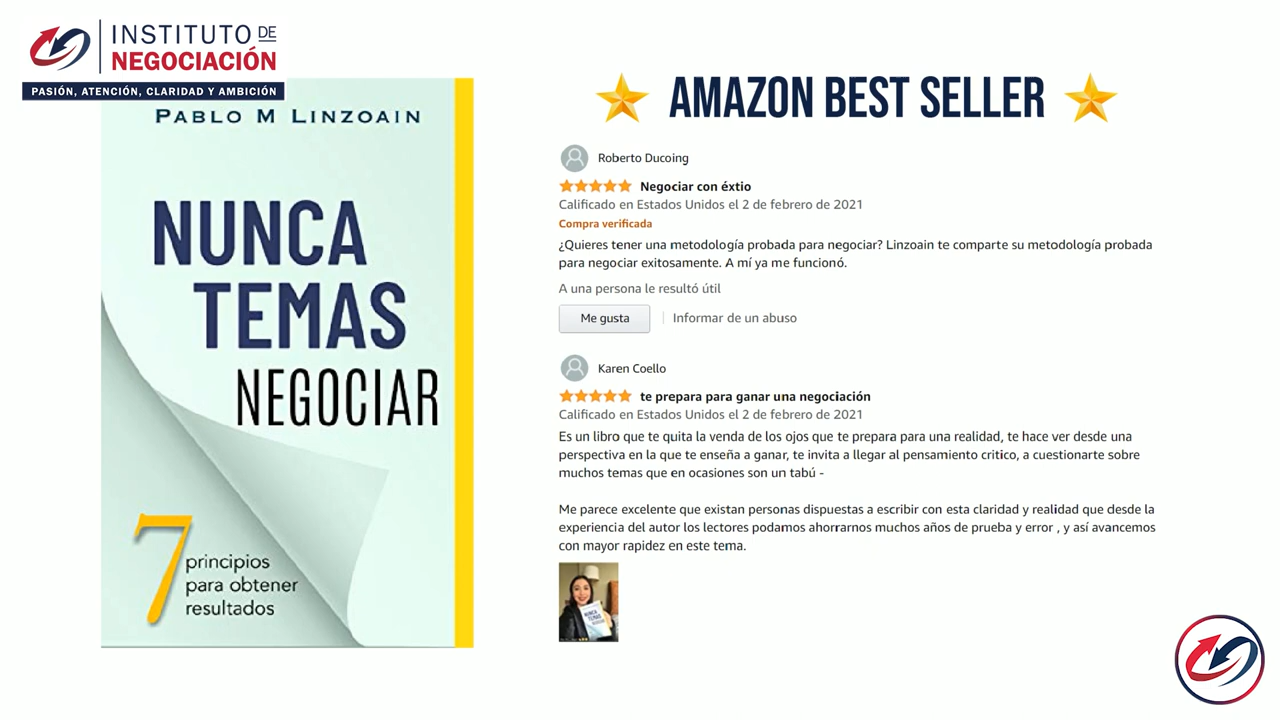 INSTITUTO DE
NEGOCIACIÓN
PASIÓN, ATENCIÓN, CLARIDAD Y AMBICIÓN
PABLO M LINZOAIN
NUNCA
TEMAS
NEGOCIAR
7
principios
para obtener
resultados
AMAZON BEST SELLER
Roberto Ducoing
Negociar con éxtio
Calificado en Estados Unidos el 2 de febrero de 2021
Compra verificada
¿Quieres tener una metodología probada para negociar? Linzoain te comparte su metodología probada
para negociar exitosamente. A mí ya me funcionó.
A una persona le resultó útil
Me gusta
Informar de un abuso
Karen Coello
te prepara para ganar una negociación
Calificado en Estados Unidos el 2 de febrero de 2021
Es un libro que te quita la venda de los ojos que te prepara para una realidad, te hace ver desde una
perspectiva en la que te enseña a ganar, te invita a llegar al pensamiento critico, a cuestionarte sobre
muchos temas que en ocasiones son un tabú -
Me parece excelente que existan personas dispuestas a escribir con esta claridad y realidad que desde la
experiencia del autor los lectores podamos ahorrarnos muchos años de prueba y error , y así avancemos
con mayor rapidez en este tema.
NUNCA
TEMAS
NEGOCIAR